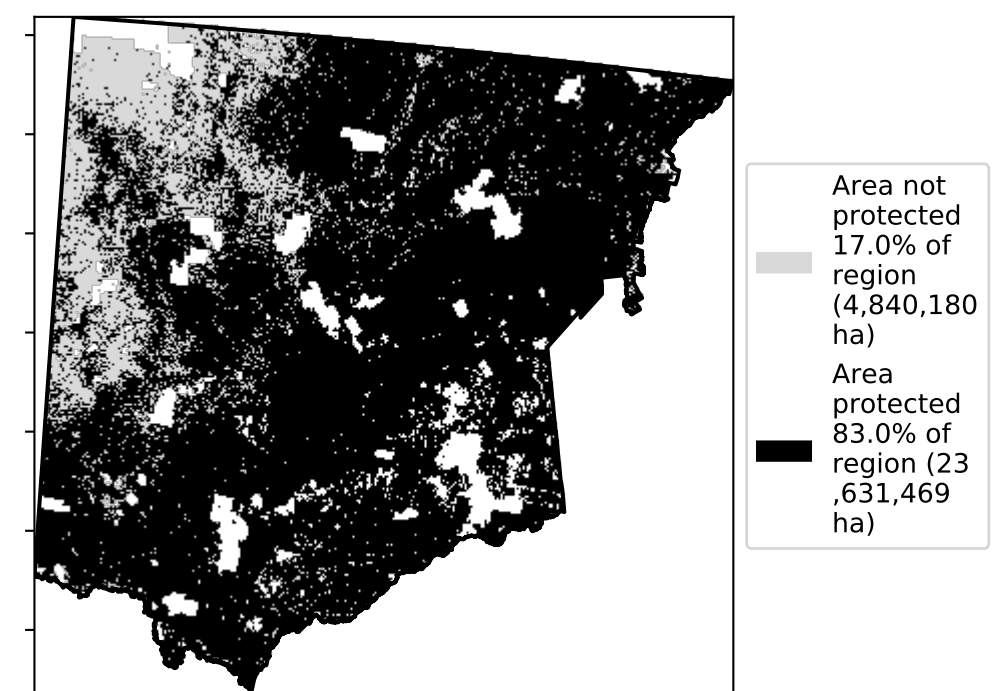 Area not
protected
17.0% of
region
(4,840,180
ha)
Area
protected
83.0% of
region (23
,631,469
ha)